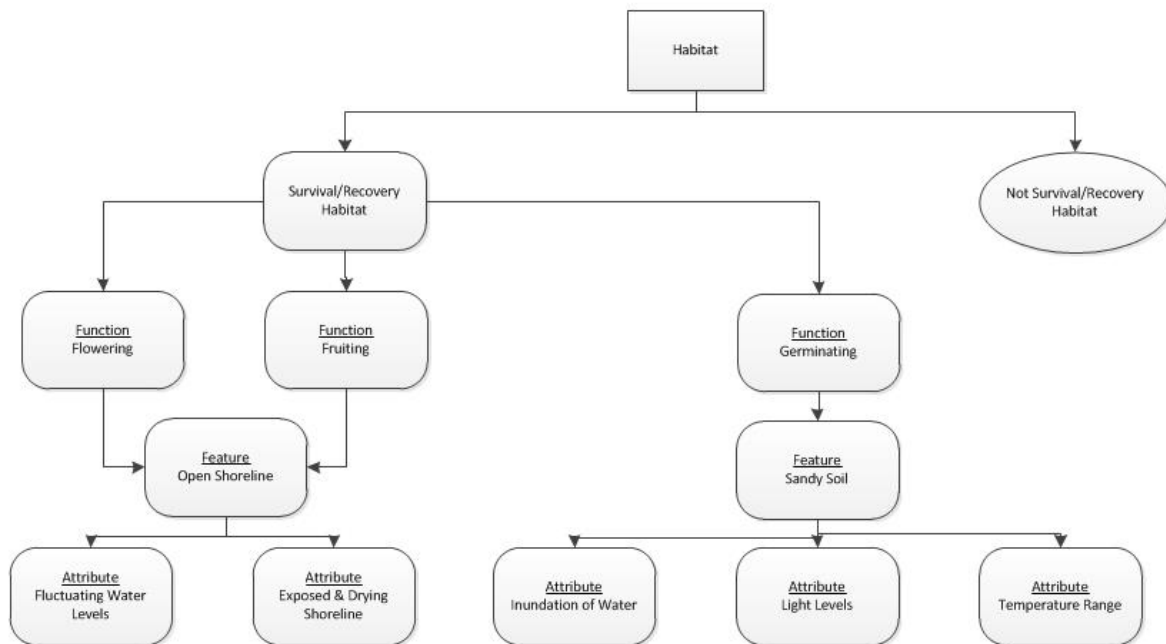 Habitat
Survival/Recovery
Habitat
Not Survival/Recovery
Habitat
Function
Flowering
Function
Fruiting
Function
Germinating
Feature
Open Shoreline
Feature
Sandy Soil
Attribute
Fluctuating Water
Levels
Attribute
Exposed & Drying
Shoreline
Attribute
Inundation of Water
Attribute
Light Levels
Attribute
Temperature Range